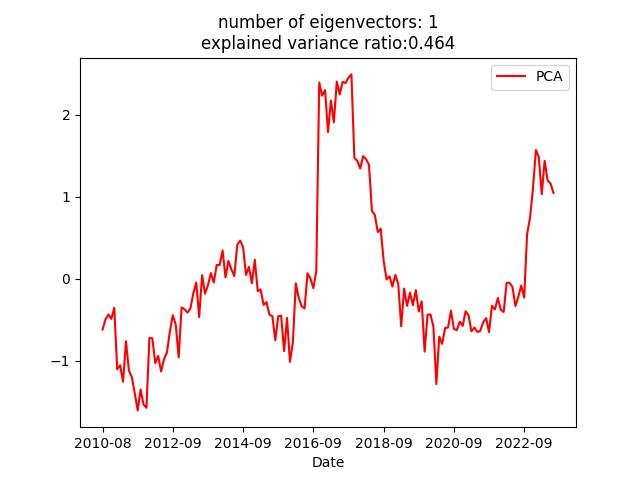 number of eigenvectors: 1
explained variance ratio:0.464
PCA
2
1
0
−1
2010-08 2012-09 2014-09 2016-09 2018-09 2020-09 2022-09
Date